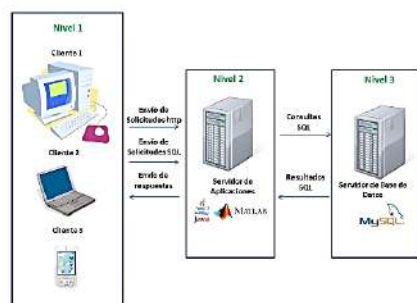 Nivel 1
Cliente 1
Cliente 2
Cliente 3
Envío de
Solicitudes http
Envío de
Solicitudes SQL
Envío de
respuestas
Nivel 2
Servidor de
Aplicaciones
Java
MATLAB
Consultas
SQL
Resultados
SQL
Nivel 3
Servidor de Base de
Datos
MySQL